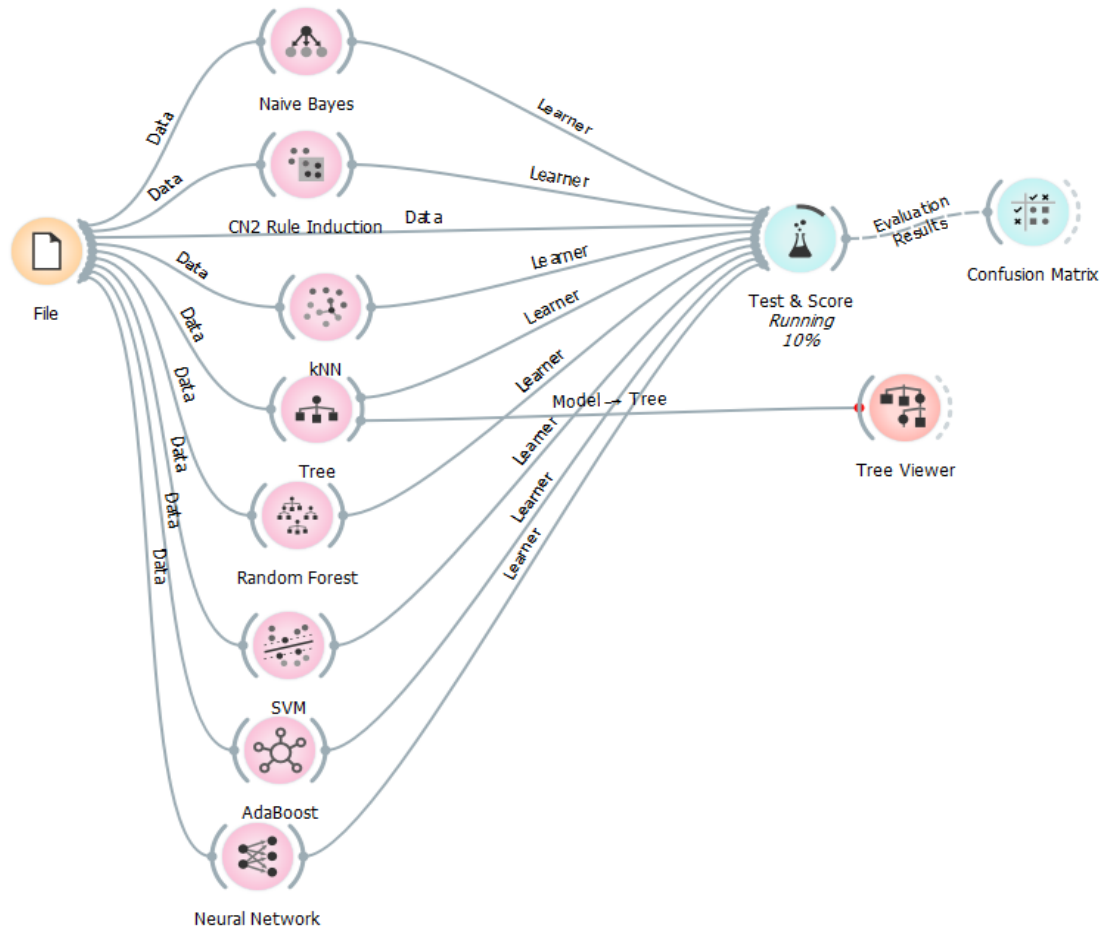 Naive Bayes
Data
Learner
Data
Learner
CN2 Rule Induction
Data
Evaluation
Results
Confusion Matrix
File
Data
Learner
Test & Score
Running
10%
kNN
Data
Learner
Tree
Data
Learner
Model → Tree
Tree Viewer
Random Forest
Data
Learner
SVM
Data
Learner
AdaBoost
Data
Learner
Neural Network